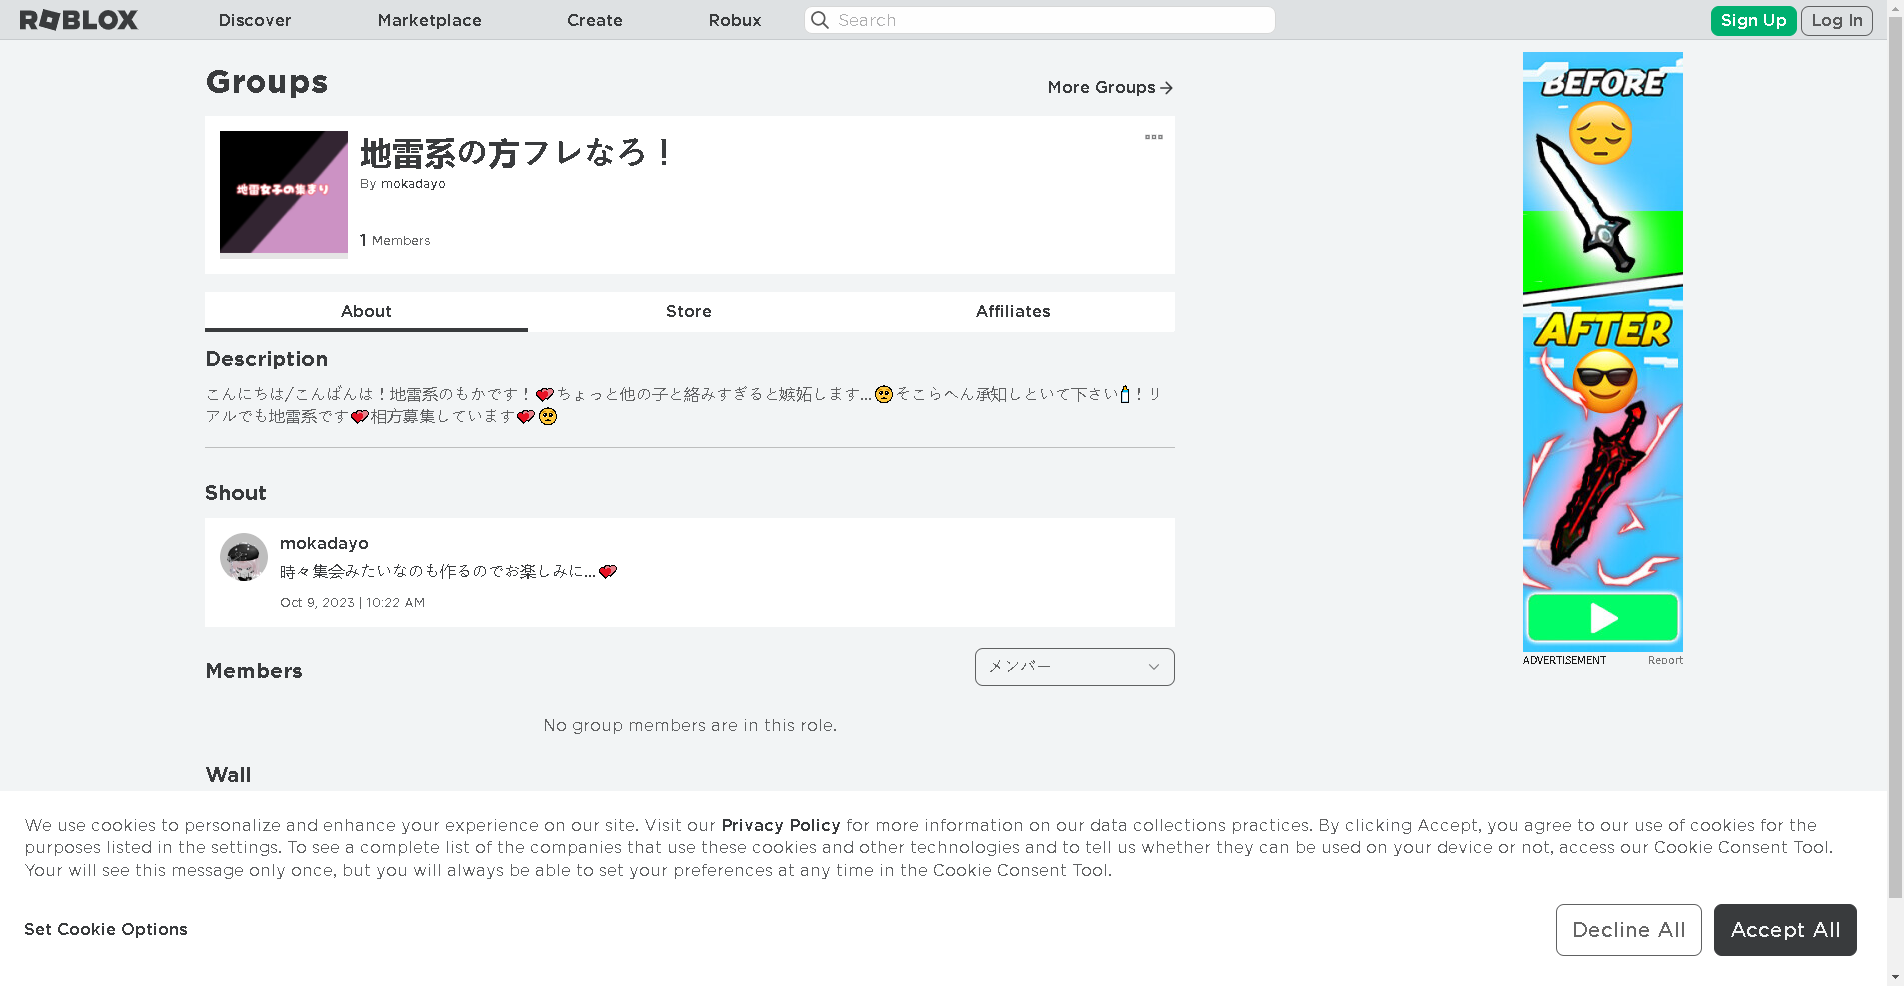 ROBLOX Discover Marketplace Create Robux Search Sign Up Log In
Groups
More Groups
地雷系の方フレなろ！
地雷女子の集まり
By mokadayo
1 Members
About Store Affiliates
Description
こんにちは/こんばんは！地雷系のもかです！💕ちょっと他の子と絡みすぎると嫉妬します...🥺そこらへん承知しといて下さい🍼！リ
アルでも地雷系です💕相方募集しています💕🥺
Shout
mokadayo
時々集会みたいなのも作るのでお楽しみに...💕
Oct 9, 2023 | 10:22 AM
Members
メンバー
No group members are in this role.
Wall
BEFORE
AFTER
ADVERTISEMENT Report
We use cookies to personalize and enhance your experience on our site. Visit our Privacy Policy for more information on our data collections practices. By clicking Accept, you agree to our use of cookies for the
purposes listed in the settings. To see a complete list of the companies that use these cookies and other technologies and to tell us whether they can be used on your device or not, access our Cookie Consent Tool.
Your will see this message only once, but you will always be able to set your preferences at any time in the Cookie Consent Tool.
Set Cookie Options
Decline All Accept All